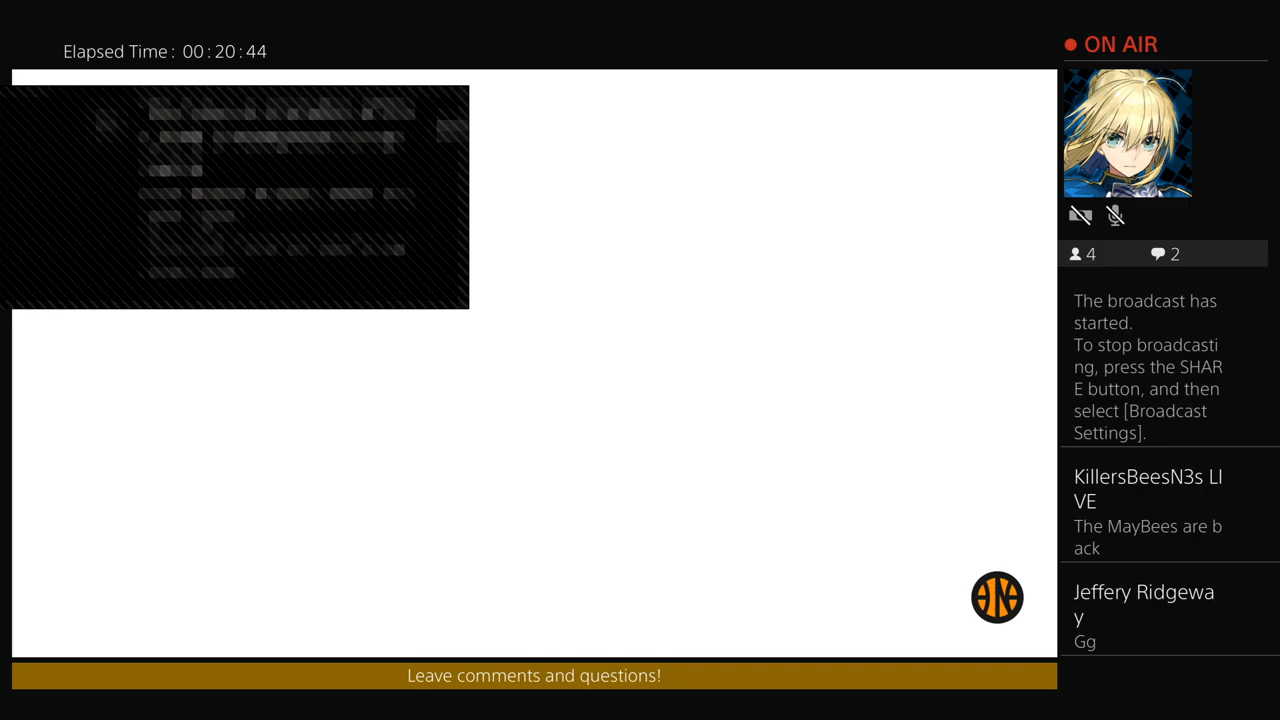 Elapsed Time : 00:20:44
ON AIR
4
2
The broadcast has
started.
To stop broadcasti
ng, press the SHAR
E button, and then
select [Broadcast
Settings].
KillersBeesN3s LI
VE
The MayBees are b
ack
Jeffery Ridgewa
y
Gg
Leave comments and questions!